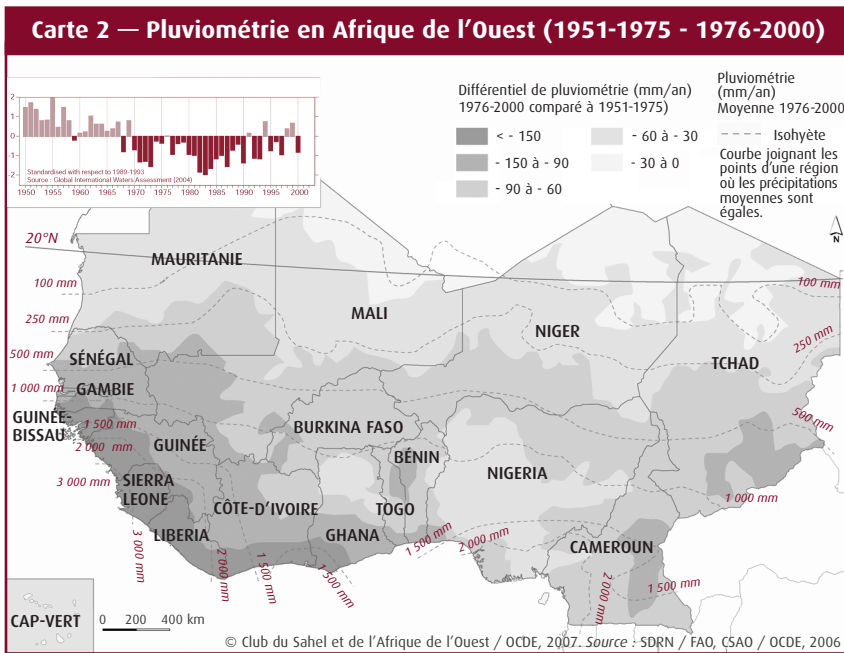 Carte 2 — Pluviométrie en Afrique de l'Ouest (1951-1975 - 1976-2000)
2
1
0
-1
-2
Standardised with respect to 1989-1993
Source : Global International Waters Assessment (2004)
1950 1955 1960 1965 1970 1975 1980 1985 1990 1995 2000
Différentiel de pluviométrie (mm/an)
1976-2000 comparé à 1951-1975)
< - 150
- 150 à - 90
- 90 à - 60
- 60 à - 30
- 30 à 0
Pluviométrie
(mm/an)
Moyenne 1976-2000
Isohyète
Courbe joignant les
points d'une région
où les précipitations
moyennes sont
égales.
N
20°N
MAURITANIE
100 mm
100 mm
250 mm
MALI
NIGER
250 mm
500 mm
SÉNÉGAL
TCHAD
1 000 mm
GAMBIE
GUINÉE-
BISSAU
1 500 mm
BURKINA FASO
500 mm
2 000 mm
GUINÉE
BÉNIN
NIGERIA
3 000 mm
SIERRA
LEONE
1 000 mm
CÔTE-D'IVOIRE
TOGO
LIBERIA
GHANA
1 500 mm
2 000 mm
CAMEROUN
3 000 mm
2 000 mm
1 500 mm
1 500 mm
2 000 mm
1 500 mm
CAP-VERT
0 200 400 km
© Club du Sahel et de l'Afrique de l'Ouest / OCDE, 2007. Source : SDRN / FAO, CSAO / OCDE, 2006